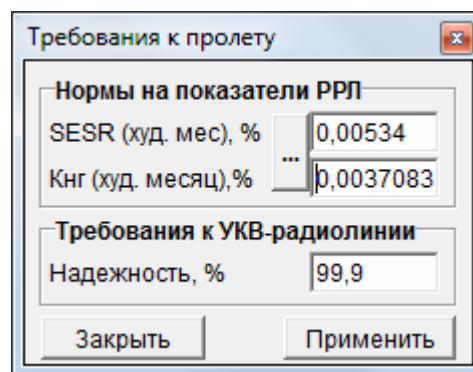 Требования к пролету
Нормы на показатели РРЛ
SESR (худ. мес), % ... 0,00534
Кнг (худ. месяц),% 0,0037083
Требования к УКВ-радиолинии
Надежность, % 99,9
Закрыть Применить